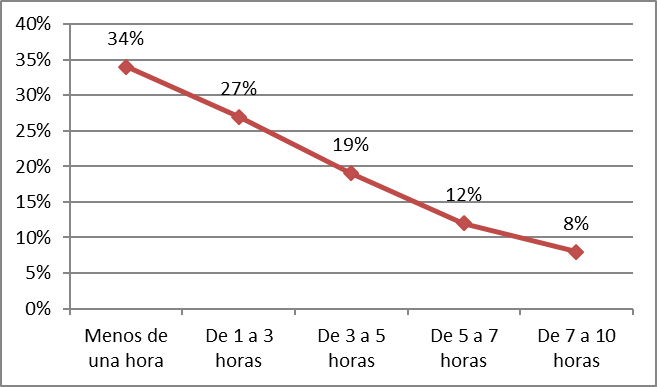 40%
35%
30%
25%
20%
15%
10%
5%
0%
34%
27%
19%
12%
8%
Menos de
una hora
De 1 a 3
horas
De 3 a 5
horas
De 5 a 7
horas
De 7 a 10
horas